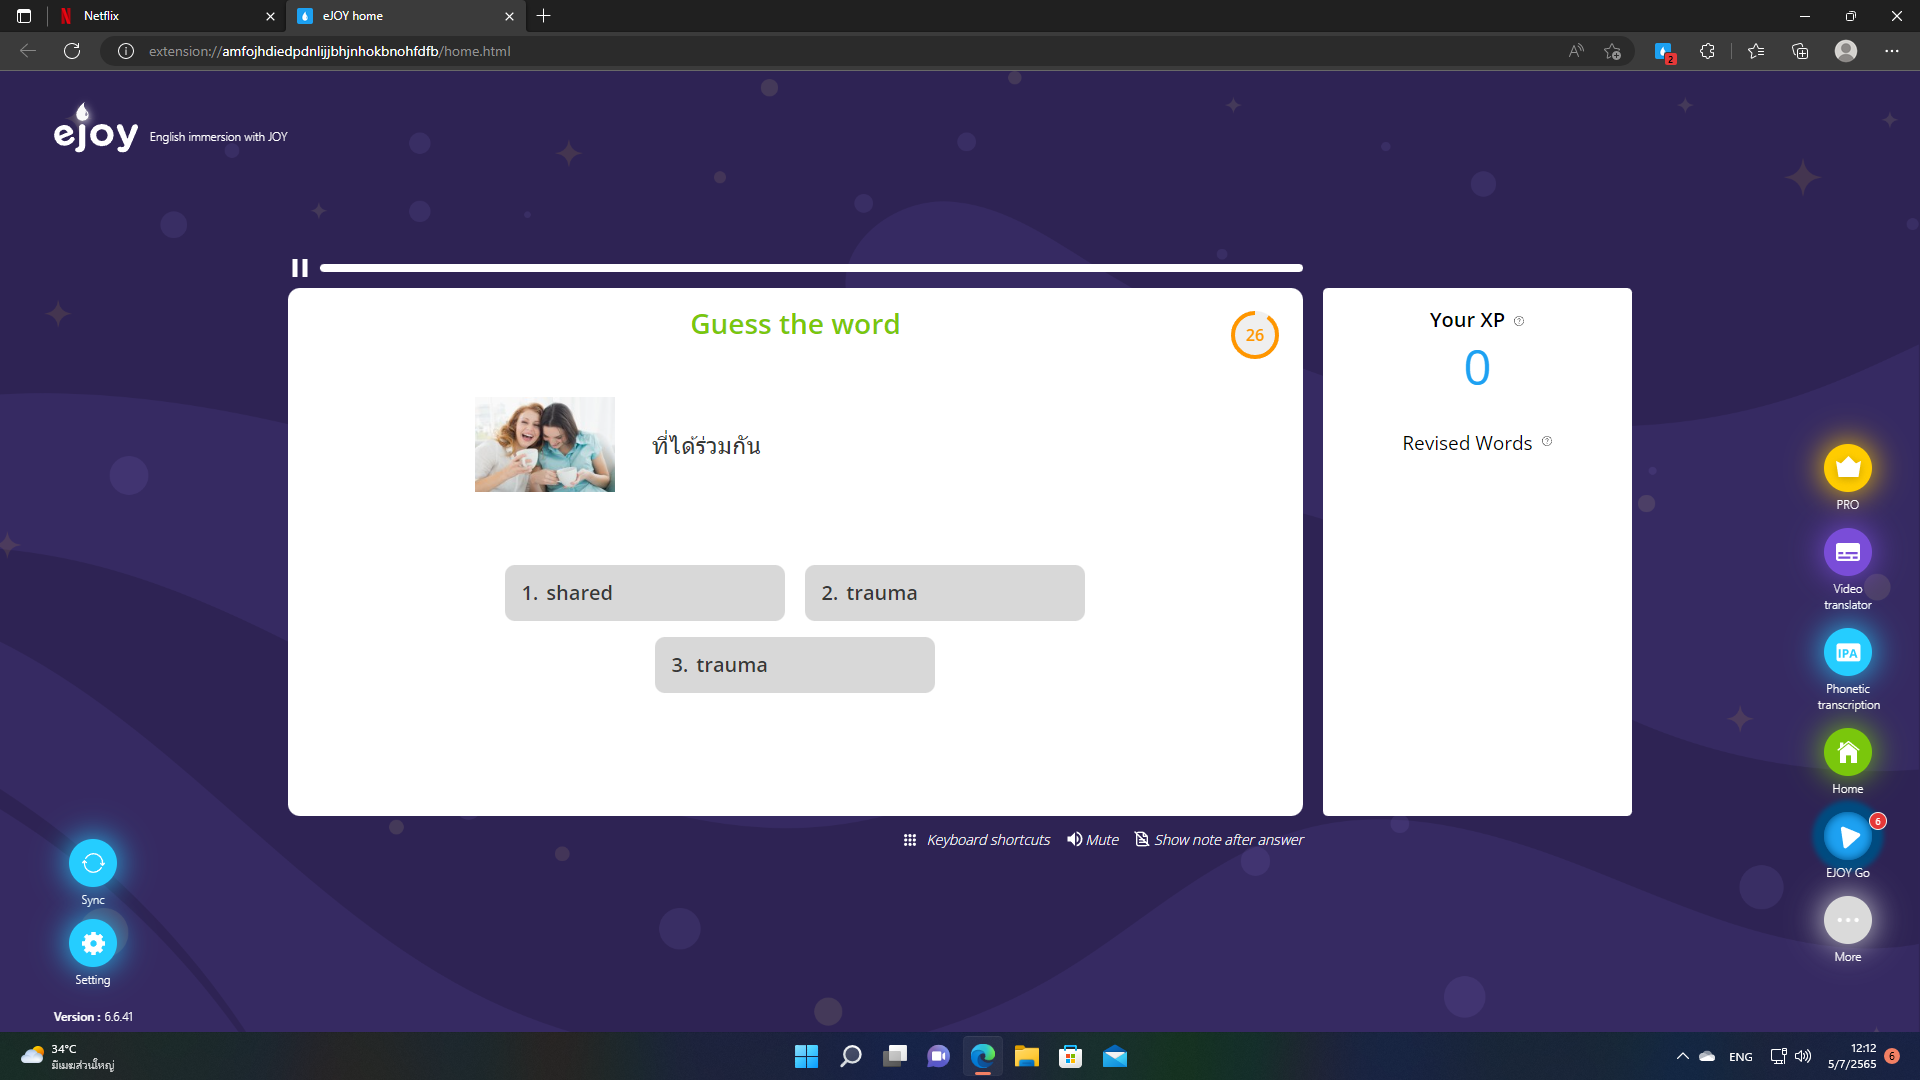 Netflix
eJOY home
extension://amfojhdiedpdnlijjbhjnhokbnohfdfb/home.html
2
ejoy English immersion with JOY
Guess the word
26
ที่ได้ร่วมกัน
1. shared
2. trauma
3. trauma
Your XP
0
Revised Words
Keyboard shortcuts
Mute
Show note after answer
PRO
Video
translator
IPA
Phonetic
transcription
Home
6
EJOY Go
More
Sync
Setting
Version : 6.6.41
34°C
มีเมฆส่วนใหญ่
ENG
12:12
5/7/2565
6